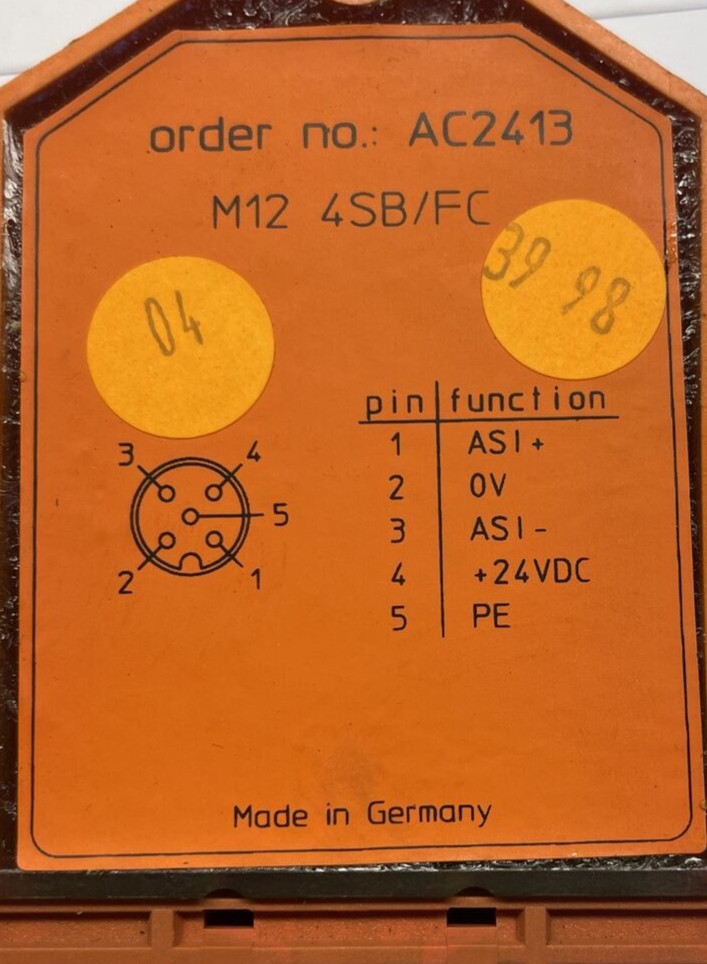 order no.: AC2413
M12 4SB/FC
39 98
04
pin function
1 ASI+
2 0V
3 ASI-
4 +24VDC
5 PE
3 4
5
2 1
Made in Germany